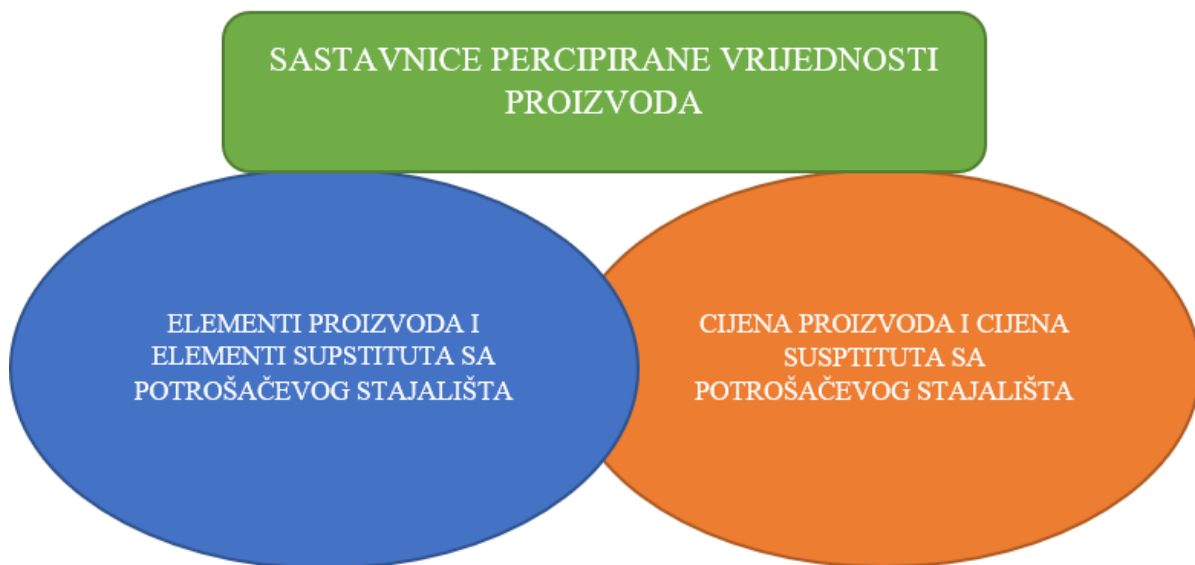 SASTAVNICE PERCIPIRANE VRIJEDNOSTI
PROIZVODA
ELEMENTI PROIZVODA I
ELEMENTI SUPSTITUTA SA
POTROŠAČEVOG STAJALIŠTA
CIJENA PROIZVODA I CIJENA
SUSPTITUTA SA
POTROŠAČEVOG STAJALIŠTA